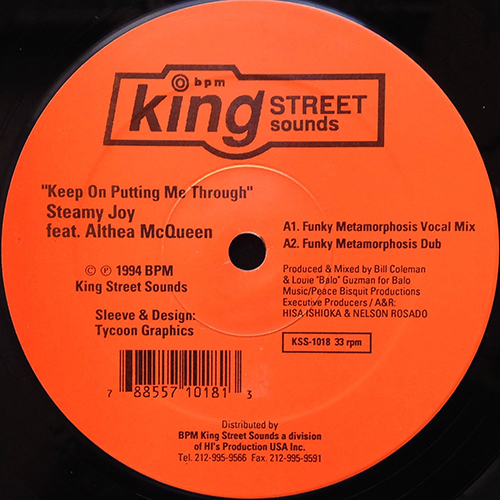 bpm
king STREET
sounds
"Keep On Putting Me Through"
Steamy Joy
feat. Althea McQueen
© ℗ 1994 BPM
King Street Sounds
Sleeve & Design:
Tycoon Graphics
7 88557 10181 3
A1. Funky Metamorphosis Vocal Mix
A2. Funky Metamorphosis Dub
Produced & Mixed by Bill Coleman
& Louie "Balo" Guzman for Balo
Music/Peace Bisquit Productions
Executive Producers / A&R:
HISA ISHIOKA & NELSON ROSADO
KSS-1018 33 rpm
Distributed by
BPM King Street Sounds a division
of HI's Production USA Inc.
Tel. 212-995-9566 Fax. 212-995-9591